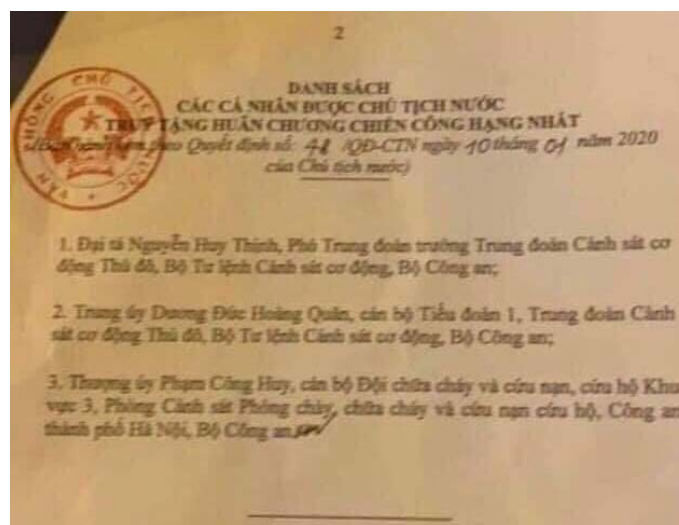 2
DANH SÁCH
CÁC CÁ NHÂN ĐƯỢC CHỦ TỊCH NƯỚC
TRUY TẶNG HUÂN CHƯƠNG CHIẾN CÔNG HẠNG NHẤT
kèm theo Quyết định số: /QĐ-CTN ngày 10 tháng 01 năm 2020
của Chủ tịch nước)
VĂN PHÒNG CHỦ TỊCH NƯỚC
1. Đại tá Nguyễn Huy Thịnh, Phó Trung đoàn trưởng Trung đoàn Cảnh sát cơ
động Thủ đô, Bộ Tư lệnh Cảnh sát cơ động, Bộ Công an;
2. Trung úy Dương Đức Hoàng Quân, cán bộ Tiểu đoàn 1, Trung đoàn Cảnh
sát cơ động Thủ đô, Bộ Tư lệnh Cảnh sát cơ động, Bộ Công an;
3. Thượng úy Phạm Công Huy, cán bộ Đội chữa cháy và cứu nạn, cứu hộ Khu
vực 3, Phòng Cảnh sát Phòng cháy, chữa cháy và cứu nạn cứu hộ, Công an
thành phố Hà Nội, Bộ Công an